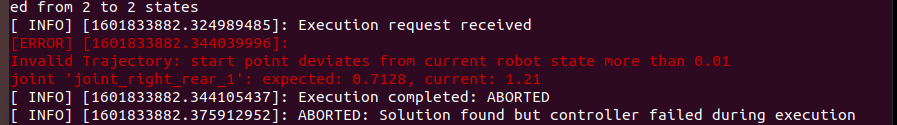 ed from 2 to 2 states
[ INFO] [1601833882.324989485]: Execution request received
[ERROR] [1601833882.344039996]:
Invalid Trajectory: start point deviates from current robot state more than 0.01
joint 'joint_right_rear_1': expected: 0.7128, current: 1.21
[ INFO] [1601833882.344105437]: Execution completed: ABORTED
[ INFO] [1601833882.375912952]: ABORTED: Solution found but controller failed during execution